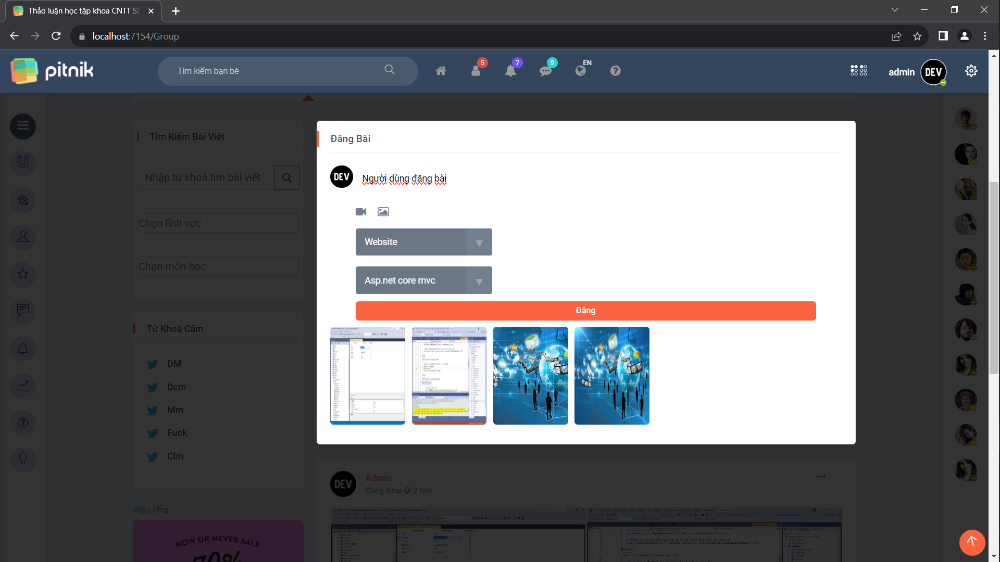 Thảo luận học tập khoa CNTT SD
localhost:7154/Group
pitnik
Tìm kiếm bạn bè
5
7
9
EN
admin
DEV
Tìm Kiếm Bài Viết
Nhập từ khoá tìm bài viết
Chọn lĩnh vực
Chọn môn học
Từ Khoá Cấm
DM
Dcm
Mm
Fuck
Clm
Hiệu Ứng
NOW OR NEVER SALE
70%
Đăng Bài
DEV
Người dùng đăng bài
Website
Asp.net core mvc
Đăng
DEV
Admin
Công Khai 2 Giờ